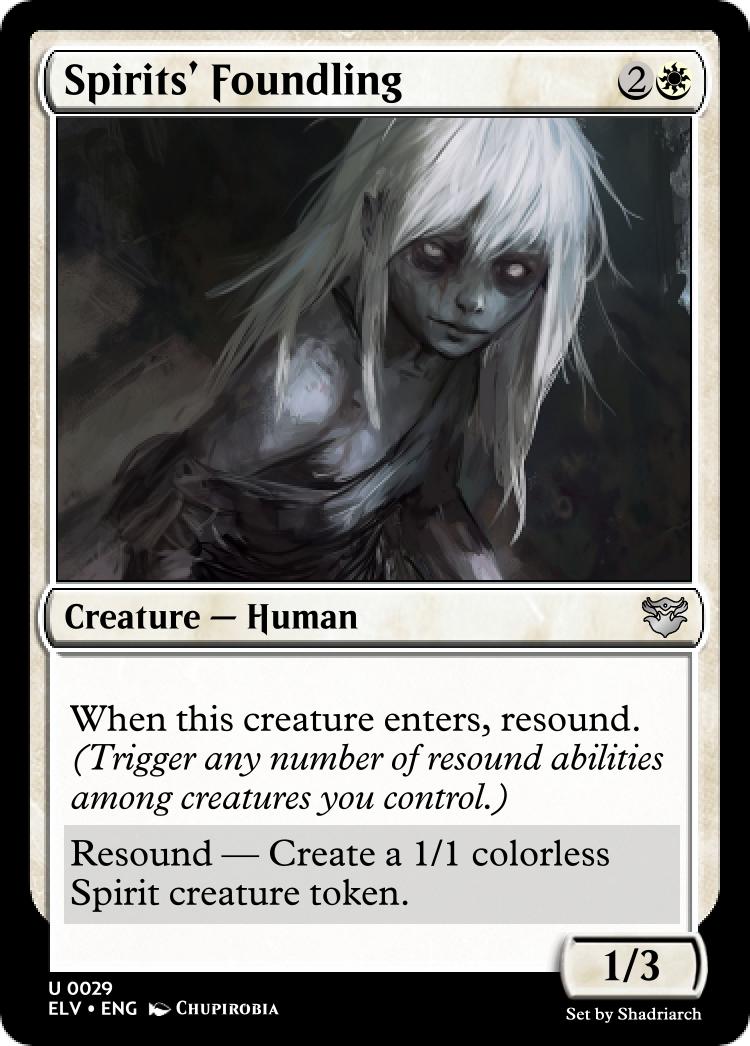 Spirits' Foundling 2
Creature — Human
When this creature enters, resound.
(Trigger any number of resound abilities
among creatures you control.)
Resound — Create a 1/1 colorless
Spirit creature token.
1/3
U 0029
ELV • ENG Chupirobia
Set by Shadriarch